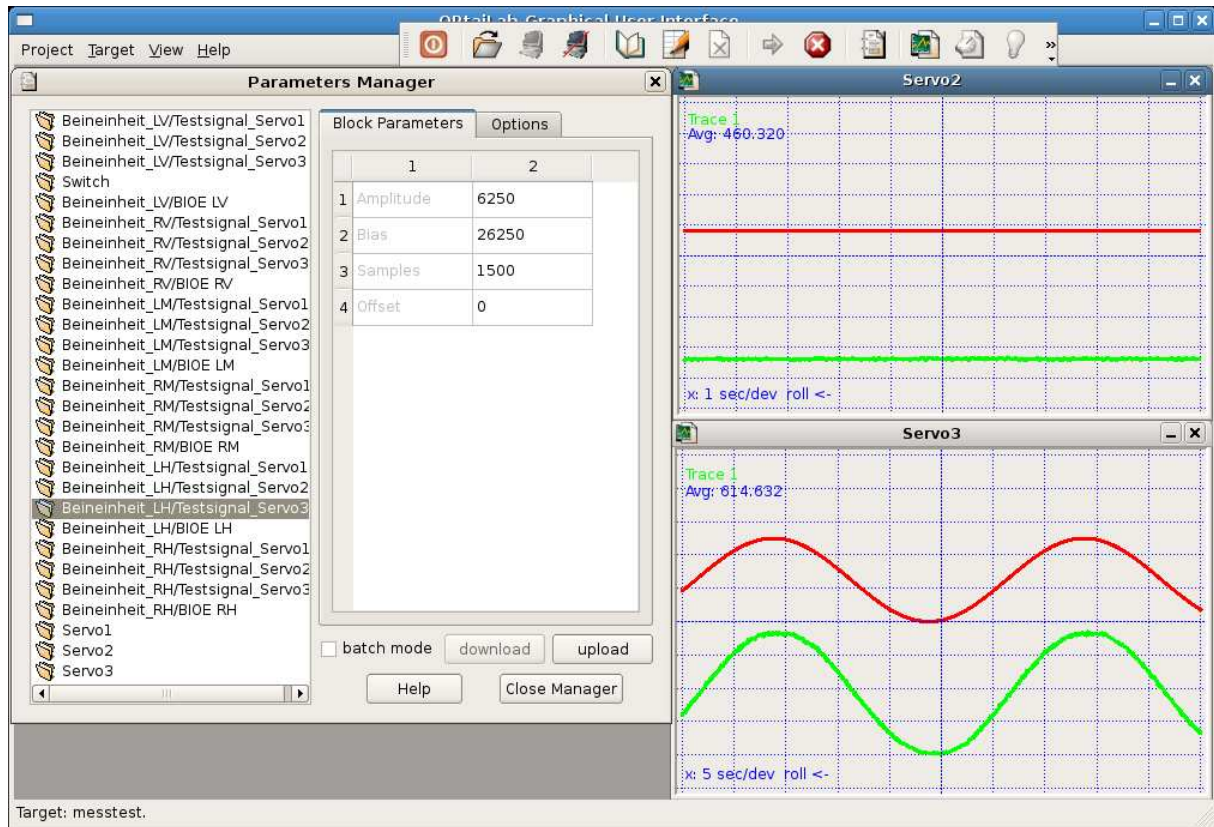 QRtaiLab Graphical User Interface
Project Target View Help
»
Parameters Manager
Beineinheit_LV/Testsignal_Servo1
Beineinheit_LV/Testsignal_Servo2
Beineinheit_LV/Testsignal_Servo3
Switch
Beineinheit_LV/BIOE LV
Beineinheit_RV/Testsignal_Servo1
Beineinheit_RV/Testsignal_Servo2
Beineinheit_RV/Testsignal_Servo3
Beineinheit_RV/BIOE RV
Beineinheit_LM/Testsignal_Servo1
Beineinheit_LM/Testsignal_Servo2
Beineinheit_LM/Testsignal_Servo3
Beineinheit_LM/BIOE LM
Beineinheit_RM/Testsignal_Servo1
Beineinheit_RM/Testsignal_Servo2
Beineinheit_RM/Testsignal_Servo3
Beineinheit_RM/BIOE RM
Beineinheit_LH/Testsignal_Servo1
Beineinheit_LH/Testsignal_Servo2
Beineinheit_LH/Testsignal_Servo3
Beineinheit_LH/BIOE LH
Beineinheit_RH/Testsignal_Servo1
Beineinheit_RH/Testsignal_Servo2
Beineinheit_RH/Testsignal_Servo3
Beineinheit_RH/BIOE RH
Servo1
Servo2
Servo3
Block Parameters Options
1 2
1 Amplitude 6250
2 Bias 26250
3 Samples 1500
4 Offset 0
batch mode download upload
Help Close Manager
Servo2
Trace 1
Avg: 460.320
x: 1 sec/dev roll <-
Servo3
Trace 1
Avg: 614.632
x: 5 sec/dev roll <-
Target: messtest.